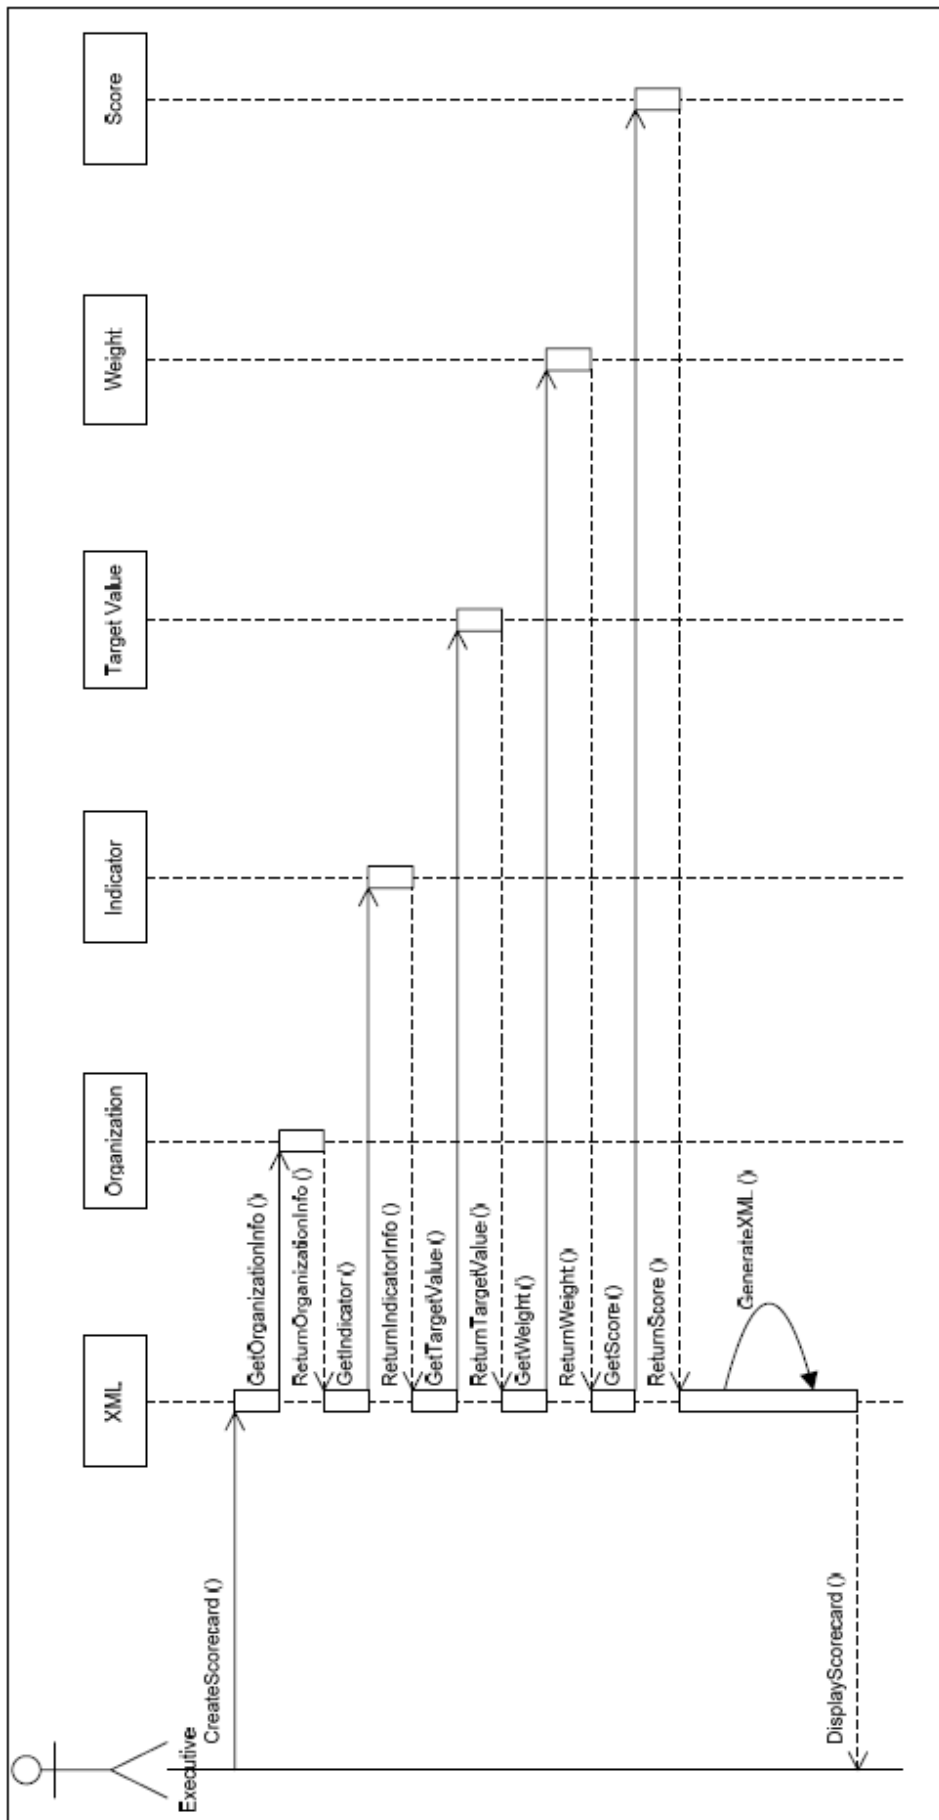 Executive
XML
Organization
Indicator
Target Value
Weight
Score
CreateScorecard ()
GetOrganizationInfo ()
ReturnOrganizationInfo ()
GetIndicator ()
ReturnIndicatorInfo ()
GetTargetValue ()
ReturnTargetValue ()
GetWeight ()
ReturnWeight ()
GetScore ()
ReturnScore ()
GenerateXML ()
DisplayScorecard ()